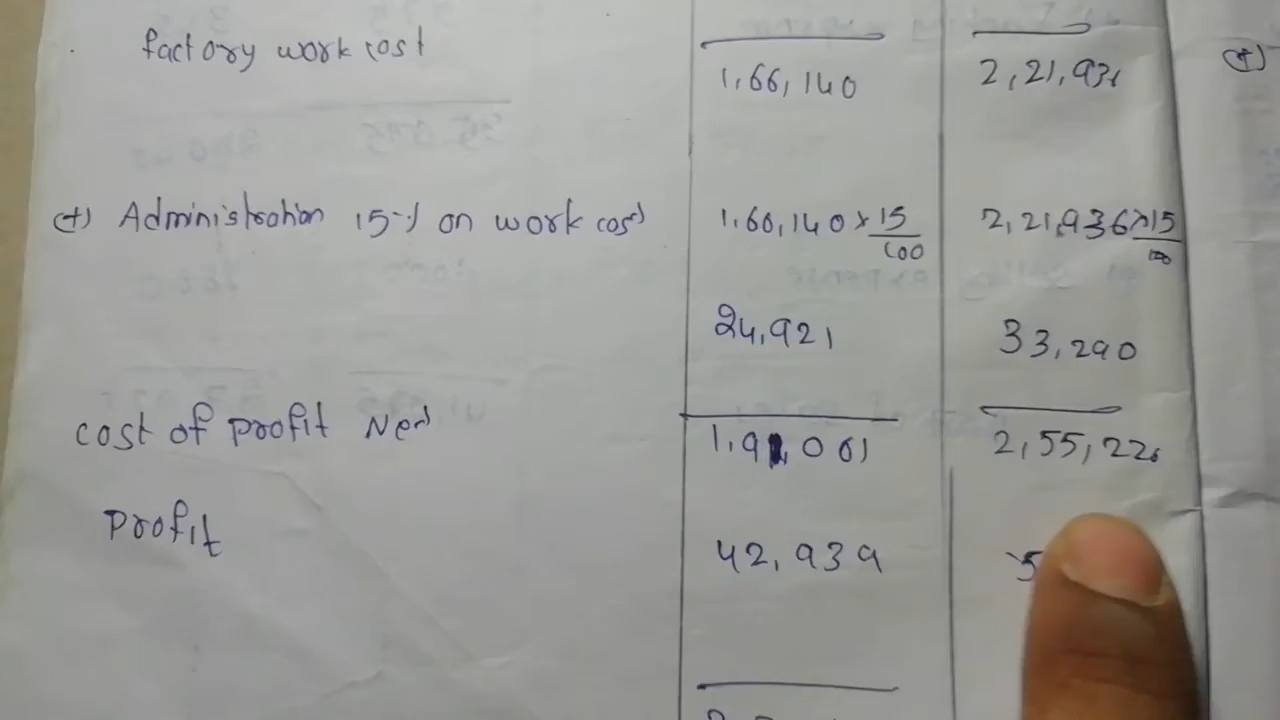 factory work cost 1,66,140 2,21,936
(+) Administration 15-/ on work cost 1,66,140 × 15/100 2,21,936 × 15/100
24,921 33,290
cost of profit Ned 1,91,061 2,55,226
profit 42,939 5
(+)